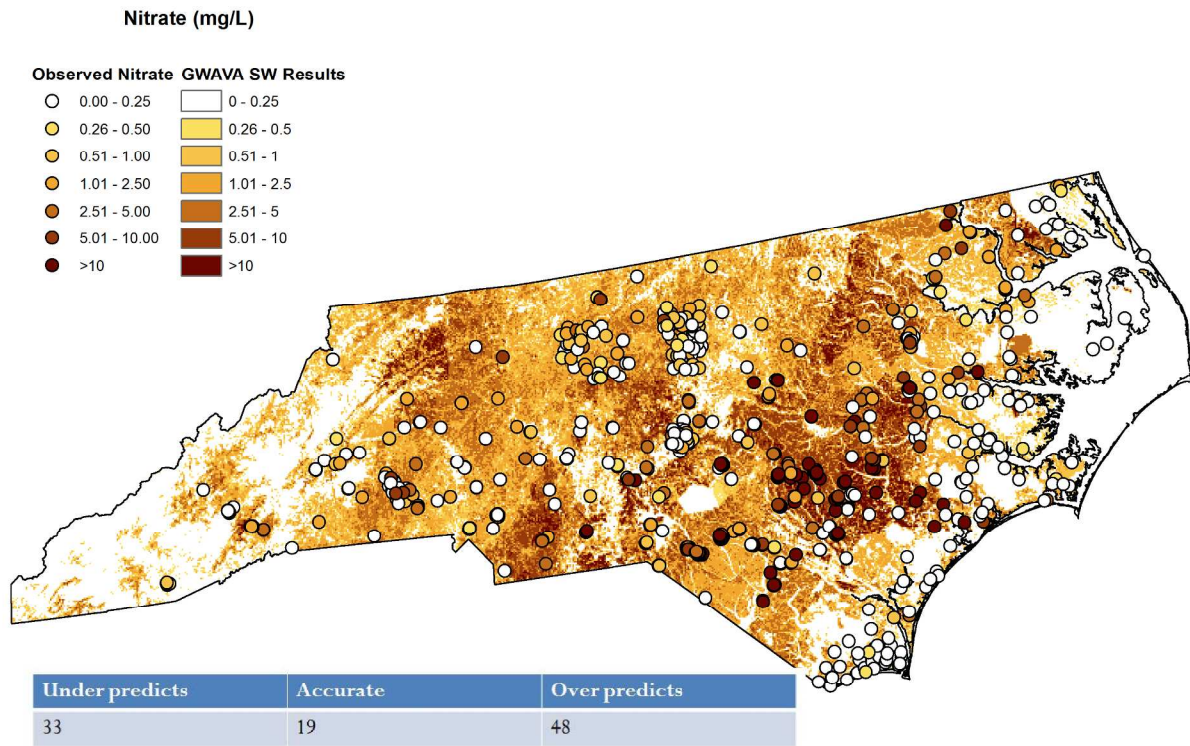 Nitrate (mg/L)
Observed Nitrate GWAVA SW Results
0.00 - 0.25 0 - 0.25
0.26 - 0.50 0.26 - 0.5
0.51 - 1.00 0.51 - 1
1.01 - 2.50 1.01 - 2.5
2.51 - 5.00 2.51 - 5
5.01 - 10.00 5.01 - 10
>10 >10
Under predicts Accurate Over predicts
33 19 48